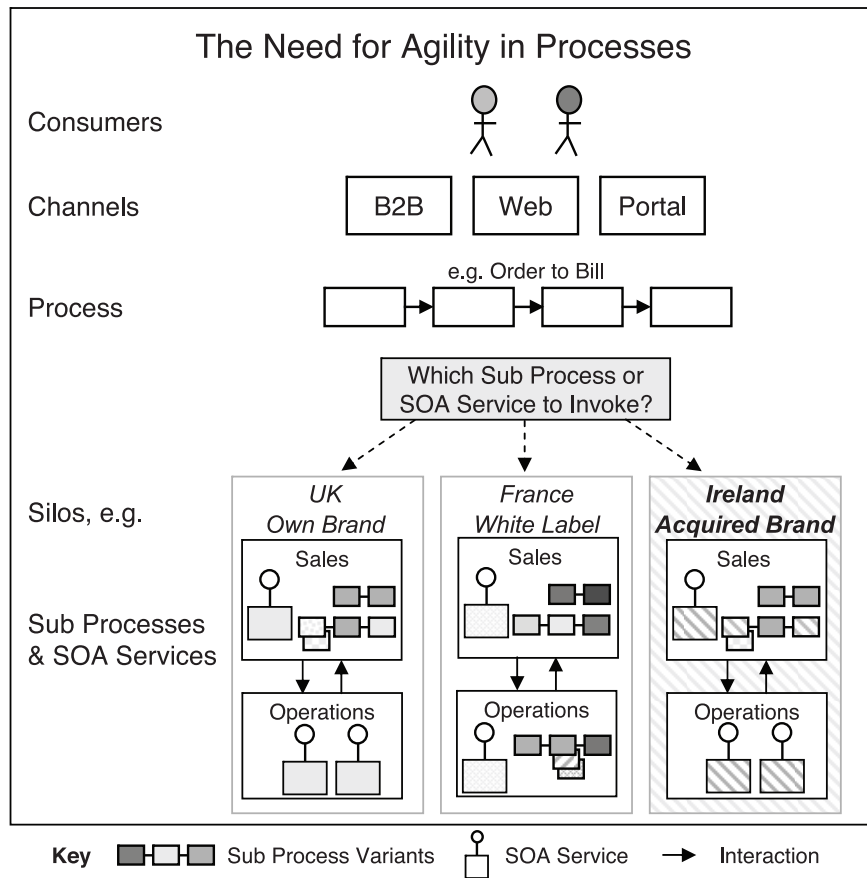 The Need for Agility in Processes
Consumers
Channels
B2B
Web
Portal
e.g. Order to Bill
Process
Which Sub Process or
SOA Service to Invoke?
Silos, e.g.
UK
Own Brand
France
White Label
Ireland
Acquired Brand
Sales
Sales
Sales
Sub Processes
& SOA Services
Operations
Operations
Operations
Key
Sub Process Variants
SOA Service
Interaction